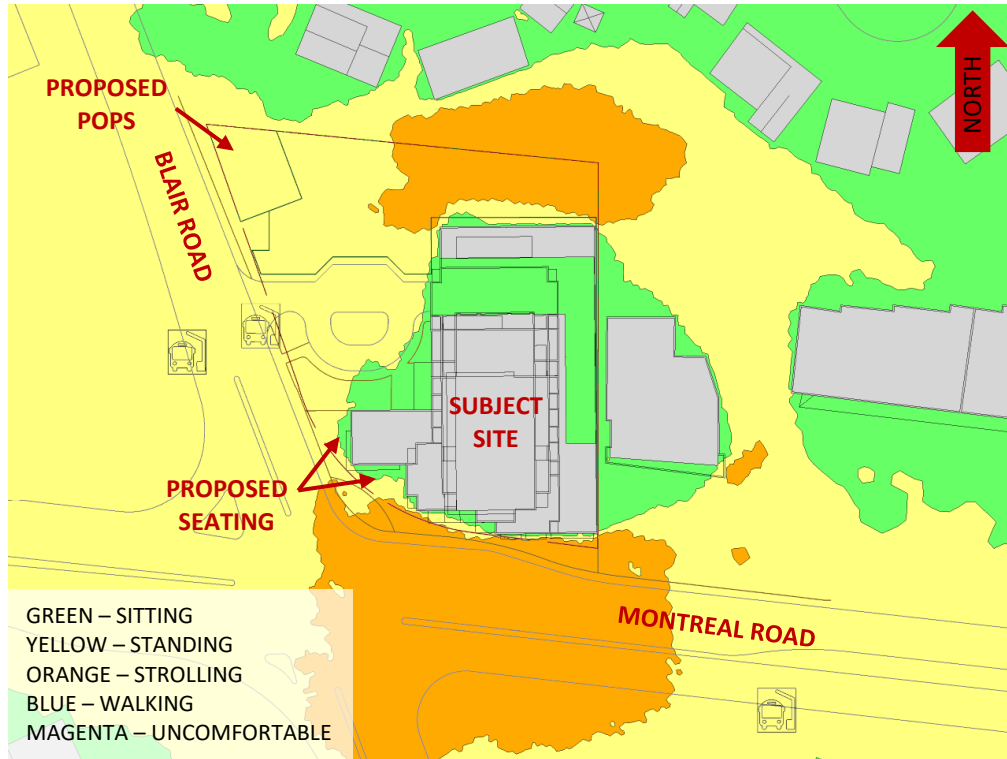 PROPOSED
POPS
BLAIR ROAD
NORTH
SUBJECT
SITE
PROPOSED
SEATING
MONTREAL ROAD
GREEN – SITTING
YELLOW – STANDING
ORANGE – STROLLING
BLUE – WALKING
MAGENTA – UNCOMFORTABLE